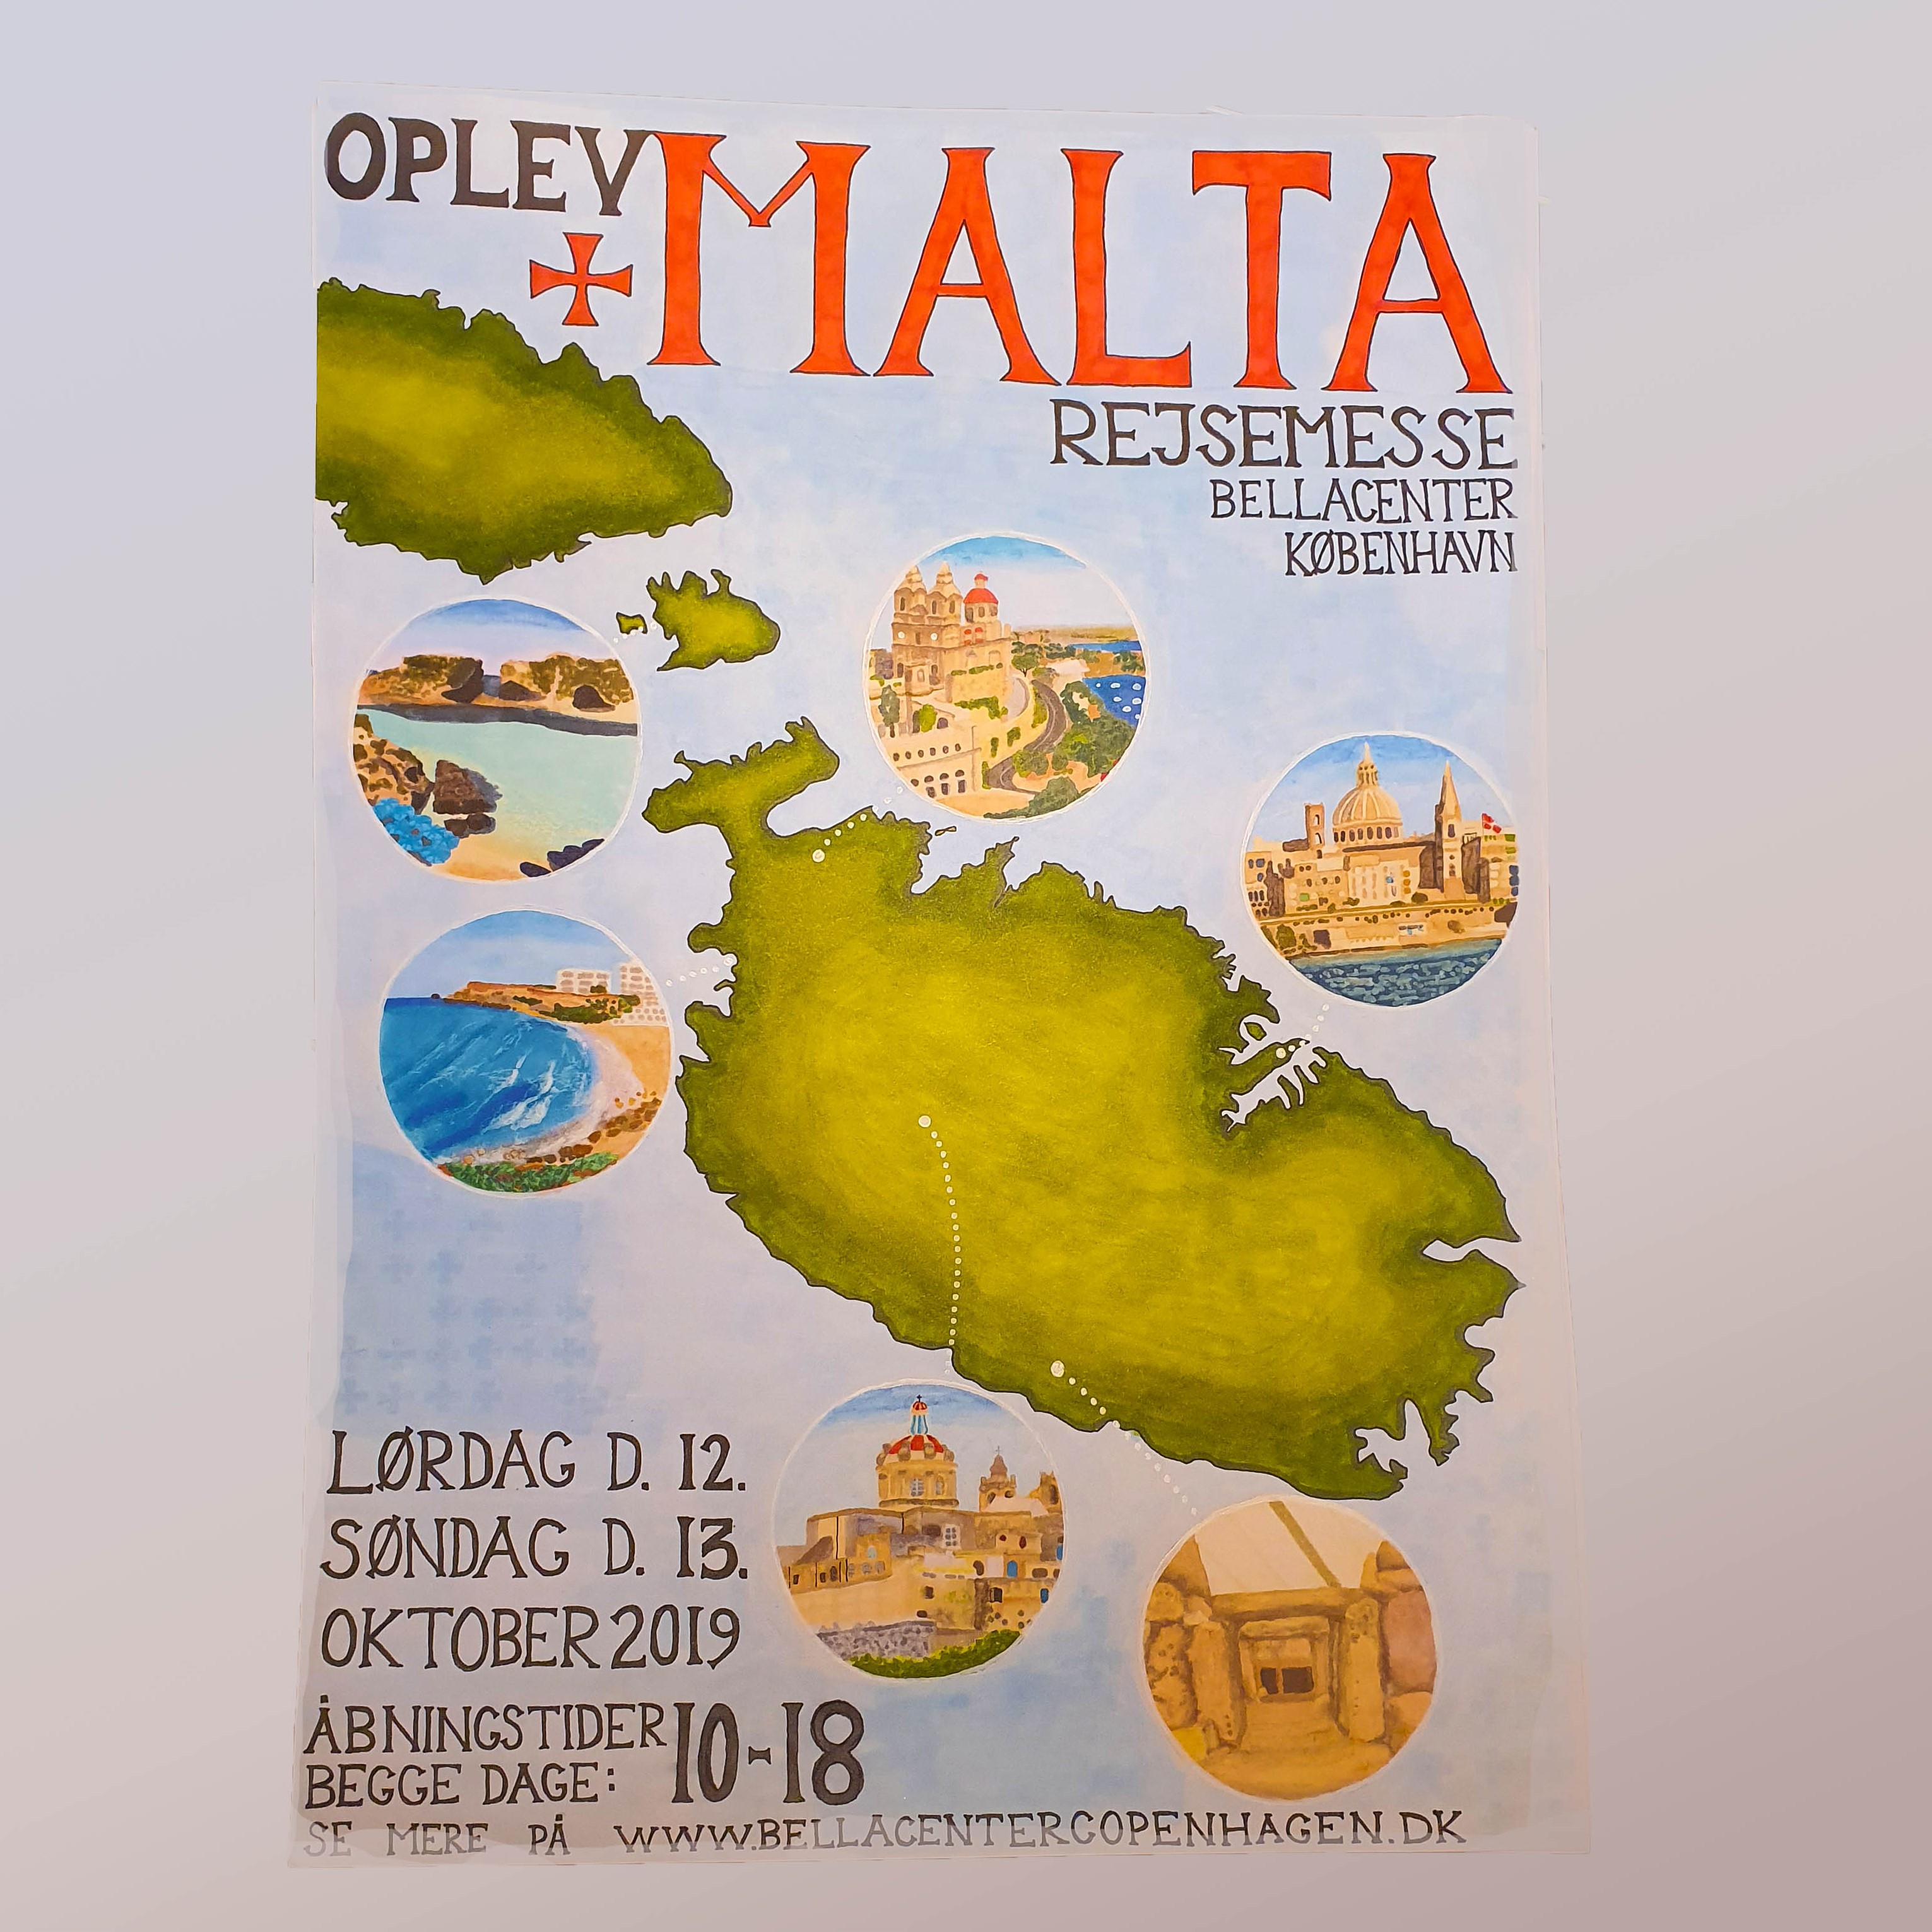 OPLEV MALTA
REJSEMESSE
BELLACENTER
KØBENHAVN
LØRDAG D. 12.
SØNDAG D. 13.
OKTOBER 2019
ÅBNINGSTIDER
BEGGE DAGE: 10-18
SE MERE PÅ WWW.BELLACENTERCOPENHAGEN.DK